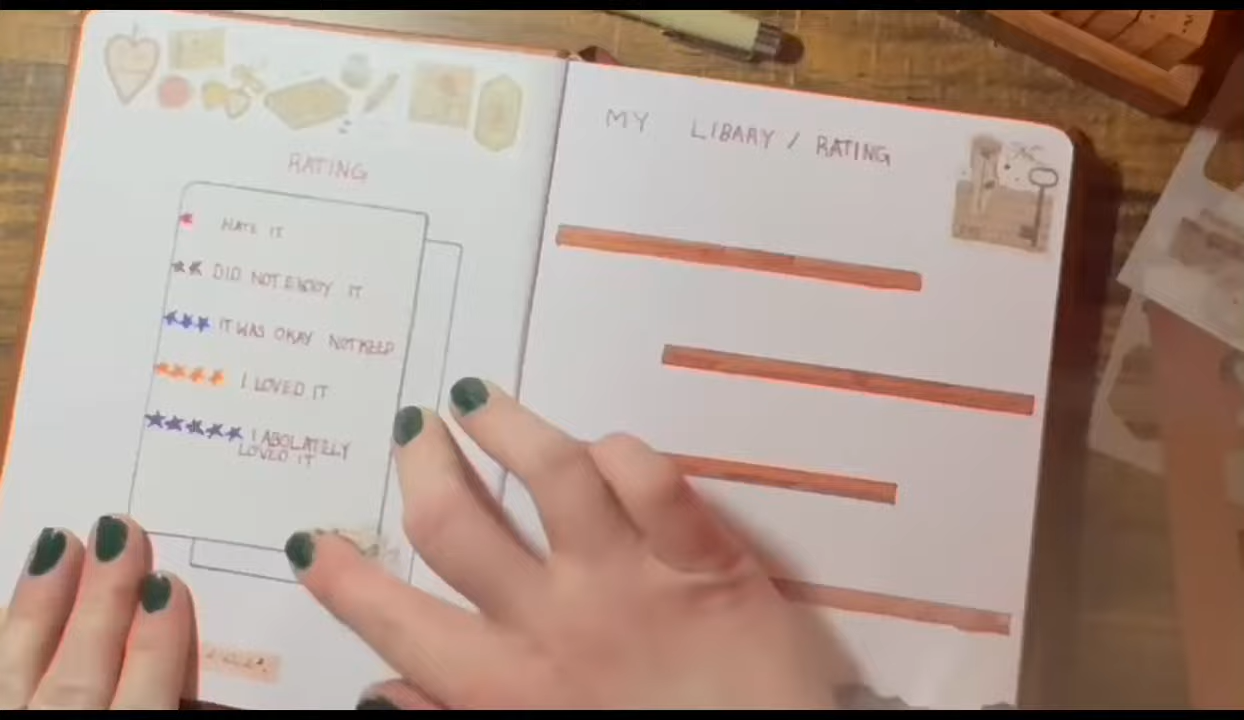 RATING
HATE IT
DID NOT ENJOY IT
IT WAS OKAY NOT KEEP
I LOVED IT
I ABOLATELY
LOVED IT
MY LIBARY / RATING